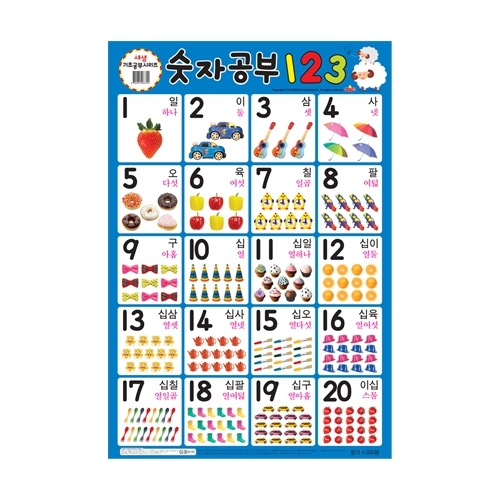 새샘
기초공부시리즈
숫자공부 123
1 일 하나
2 이 둘
3 삼 셋
4 사 넷
5 오 다섯
6 육 여섯
7 칠 일곱
8 팔 여덟
9 구 아홉
10 십 열
11 십일 열하나
12 십이 열둘
13 십삼 열셋
14 십사 열넷
15 십오 열다섯
16 십육 열여섯
17 십칠 열일곱
18 십팔 열여덟
19 십구 열아홉
20 이십 스물